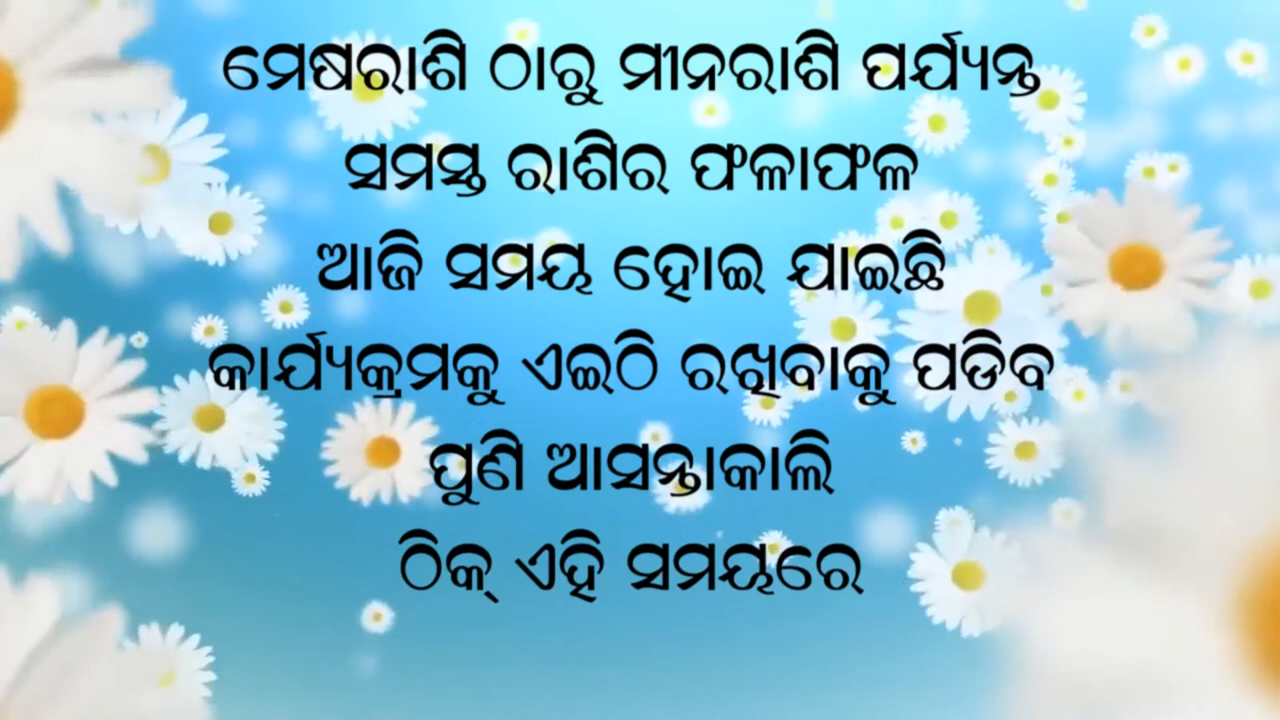 ମେଷରାଶି ଠାରୁ ମୀନରାଶି ପର୍ଯ୍ୟନ୍ତ
ସମସ୍ତ ରାଶିର ଫଳାଫଳ
ଆଜି ସମୟ ହୋଇ ଯାଇଛି
କାର୍ଯ୍ୟକ୍ରମକୁ ଏଇଠି ରଖିବାକୁ ପଡିବ
ପୁଣି ଆସନ୍ତାକାଲି
ଠିକ୍ ଏହି ସମୟରେ